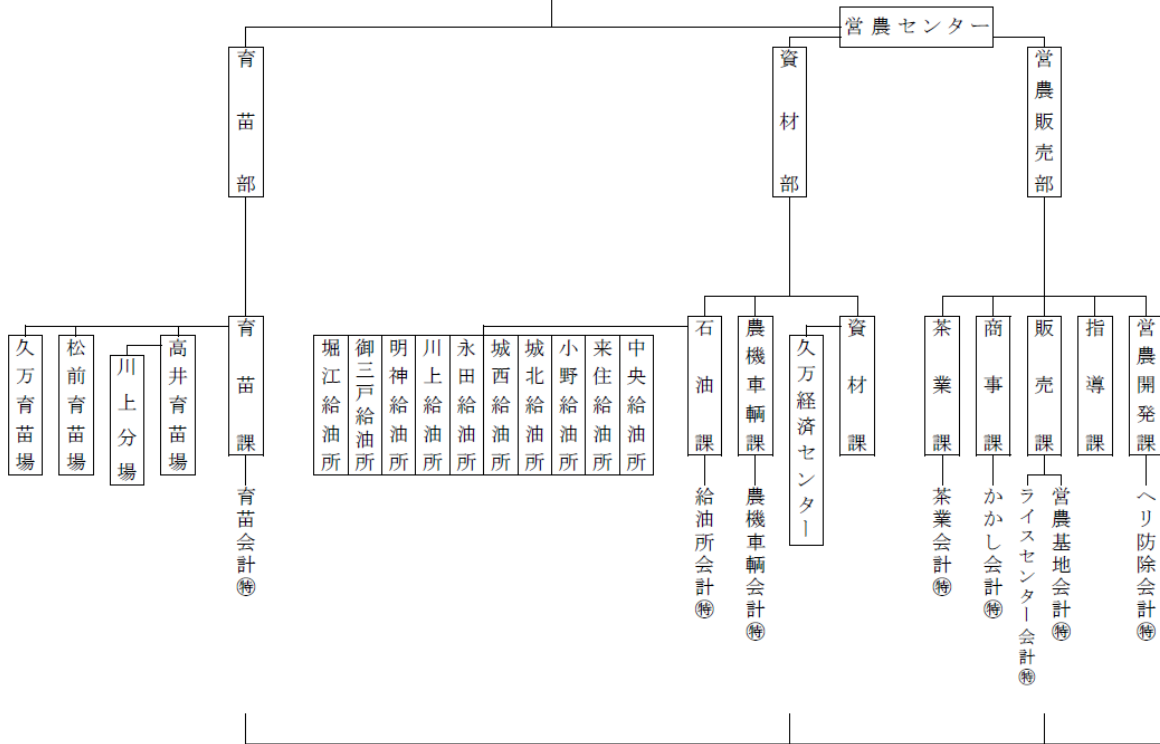 営農センター
営農販売部
資材部
育苗部
営農開発課
指導課
販売課
商事課
茶業課
資材課
久万経済センター
農機車輌課
石油課
中央給油所
来住給油所
小野給油所
城北給油所
城西給油所
永田給油所
川上給油所
明神給油所
御三戸給油所
堀江給油所
育苗課
高井育苗場
川上分場
松前育苗場
久万育苗場
ヘリ防除会計㊕
営農基地会計㊕
ライスセンター会計㊕
かかし会計㊕
茶業会計㊕
農機車輌会計㊕
給油所会計㊕
育苗会計㊕